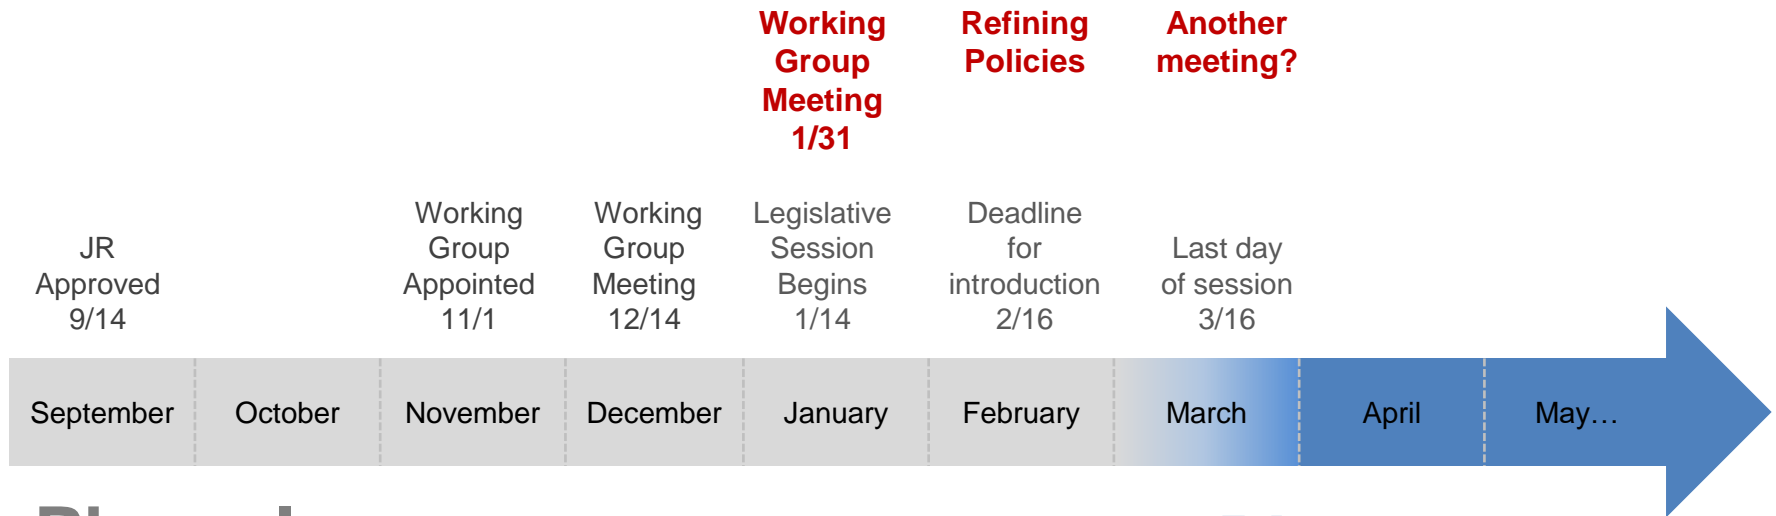 Working
Group
Meeting
1/31
Refining
Policies
Another
meeting?
JR
Approved
9/14
Working
Group
Appointed
11/1
Working
Group
Meeting
12/14
Legislative
Session
Begins
1/14
Deadline
for
introduction
2/16
Last day
of session
3/16
September October November December January February March April May…